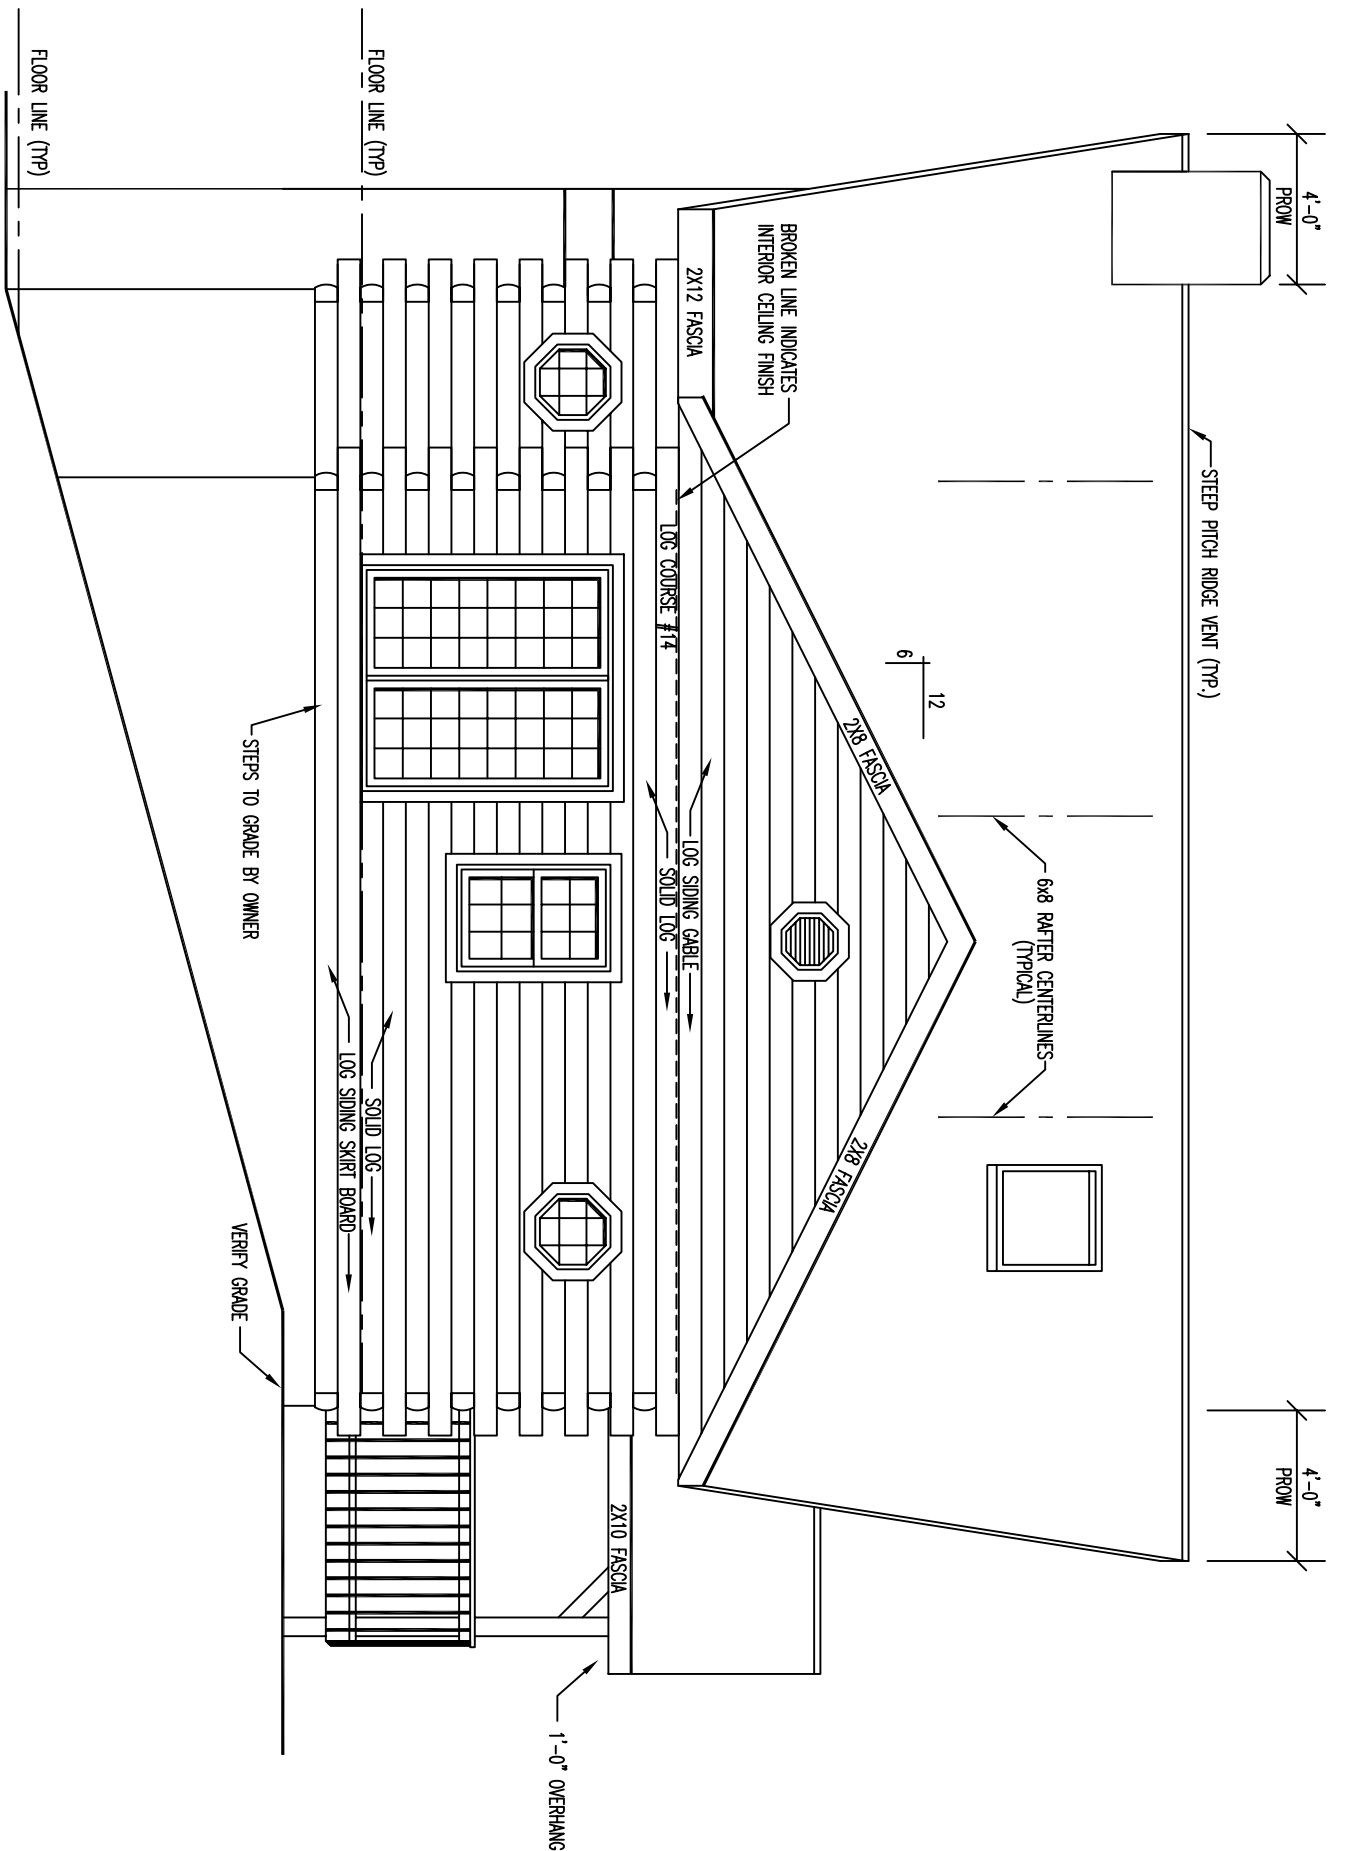 4'-0"
PROW
4'-0"
PROW
STEEP PITCH RIDGE VENT (TYP.)
12
6
6x8 RAFTER CENTERLINES
(TYPICAL)
BROKEN LINE INDICATES
INTERIOR CEILING FINISH
2X8 FASCIA
2X8 FASCIA
2X12 FASCIA
LOG SIDING GABLE
LOG COURSE #14
SOLID LOG
2X10 FASCIA
1'-0" OVERHANG
FLOOR LINE (TYP)
SOLID LOG
LOG SIDING SKIRT BOARD
STEPS TO GRADE BY OWNER
VERIFY GRADE
FLOOR LINE (TYP)